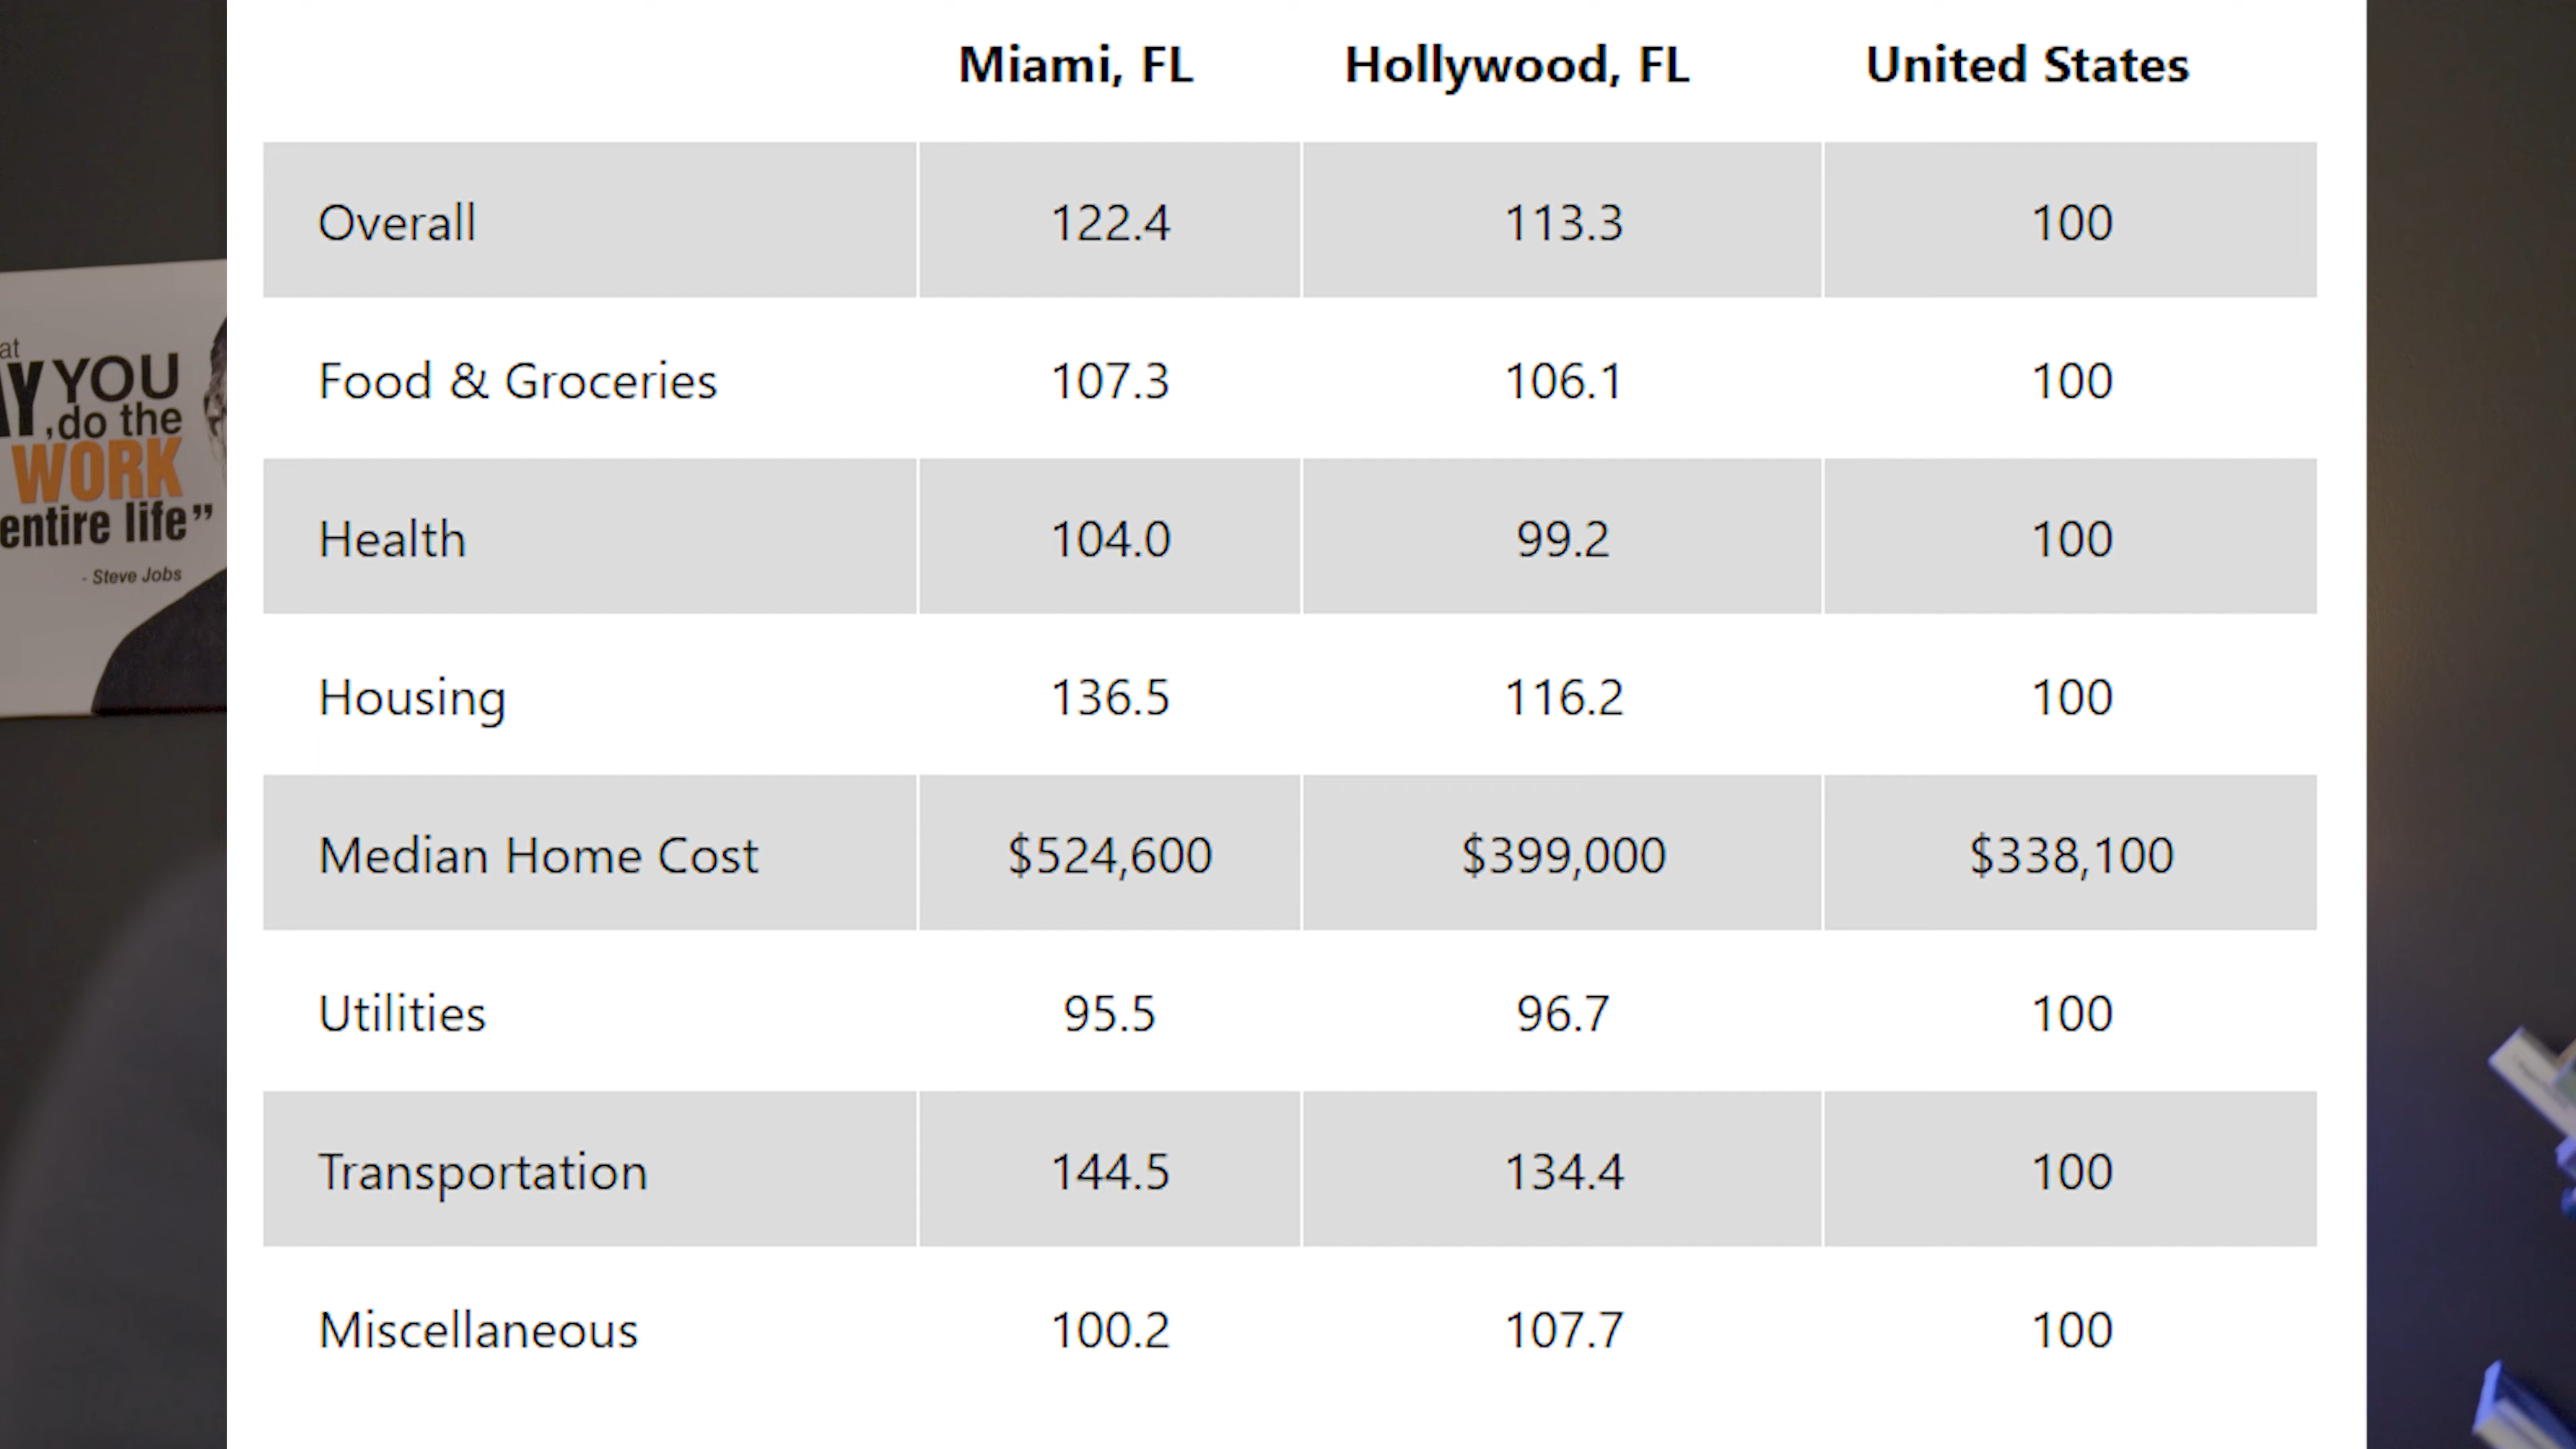 Miami, FL Hollywood, FL United States
Overall 122.4 113.3 100
Food & Groceries 107.3 106.1 100
Health 104.0 99.2 100
Housing 136.5 116.2 100
Median Home Cost $524,600 $399,000 $338,100
Utilities 95.5 96.7 100
Transportation 144.5 134.4 100
Miscellaneous 100.2 107.7 100
at
YOU
,do the
WORK
entire life”
- Steve Jobs